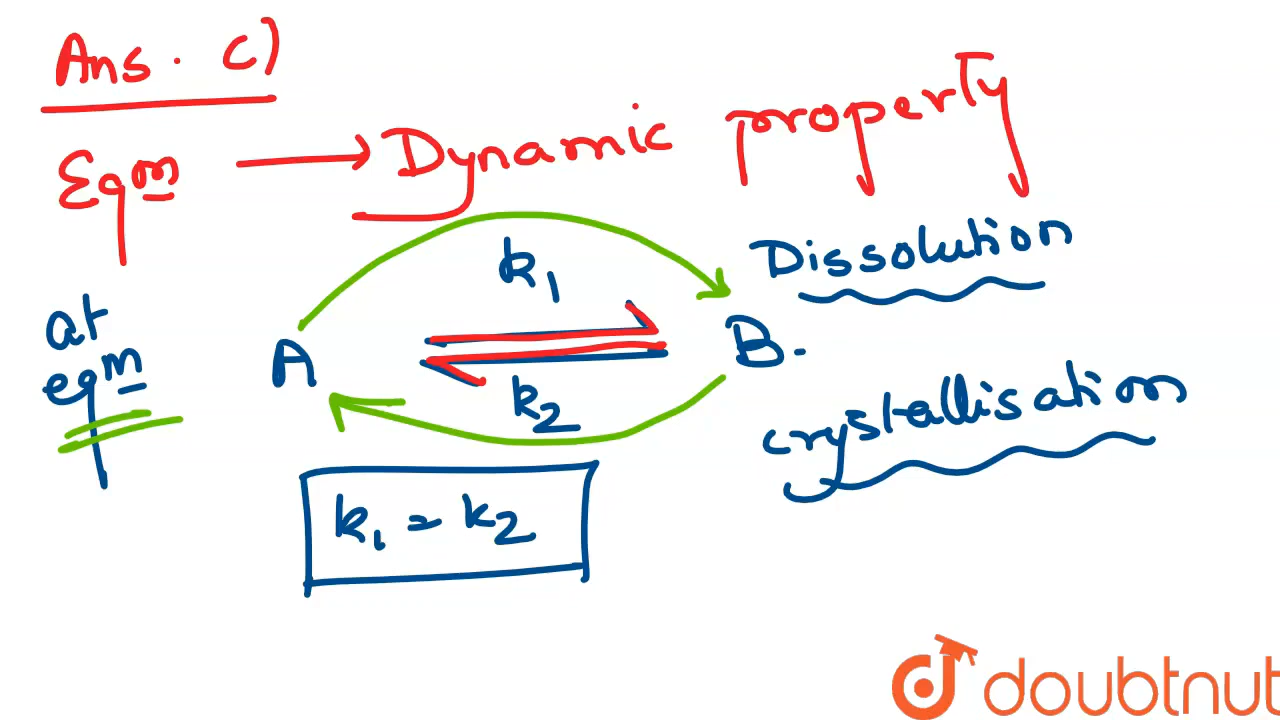 Ans. c)
Eqm → Dynamic property
at
eqm
k1
A ⇌ B.
k2
Dissolution
crystallisation
k1 = k2
doubtnut